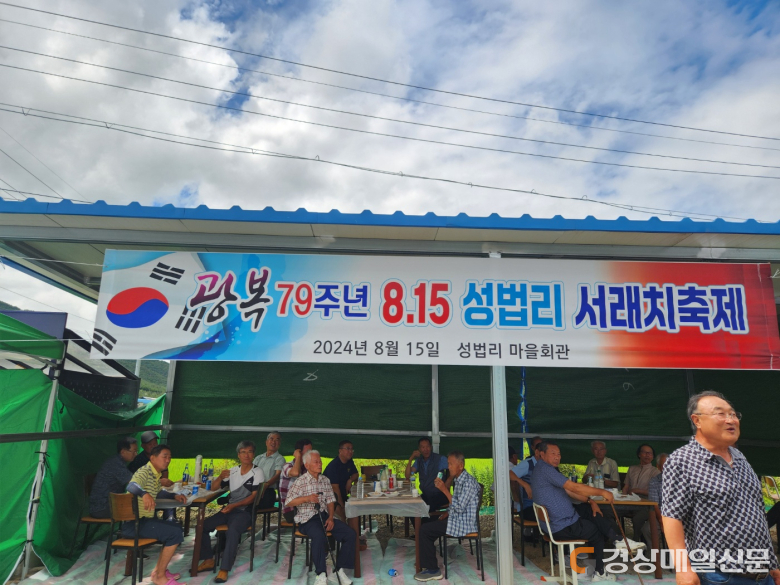 광복 79주년 8.15 성법리 서래치축제
2024년 8월 15일 성법리 마을회관
경상매일신문